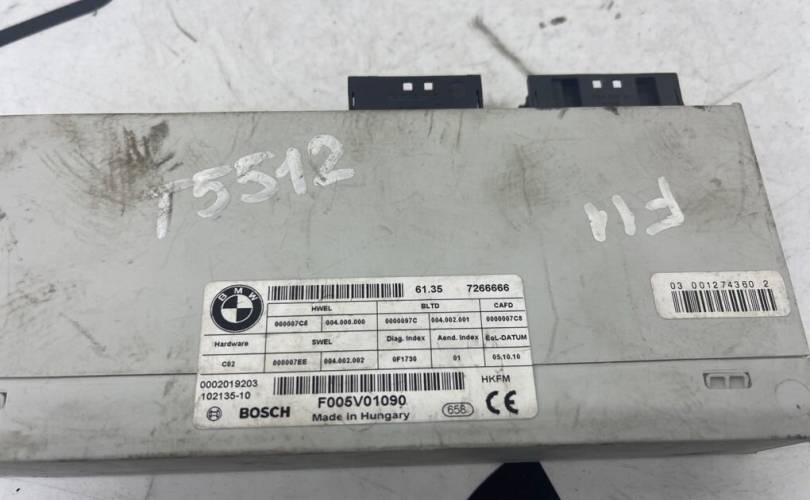 T5512
F11
03 001274360 2
BMW
61.35 7266666
HWEL BLTD CAFD
000007C6 004.000.000 0000097C 004.002.001 000007C8
Hardware SWEL Diag. Index Aend. Index EoL-DATUM
C02 000007EE 004.002.002 0F1730 01 05.10.10
0002019203
102135-10
HKFM
F005V01090
BOSCH Made in Hungary 656 CE